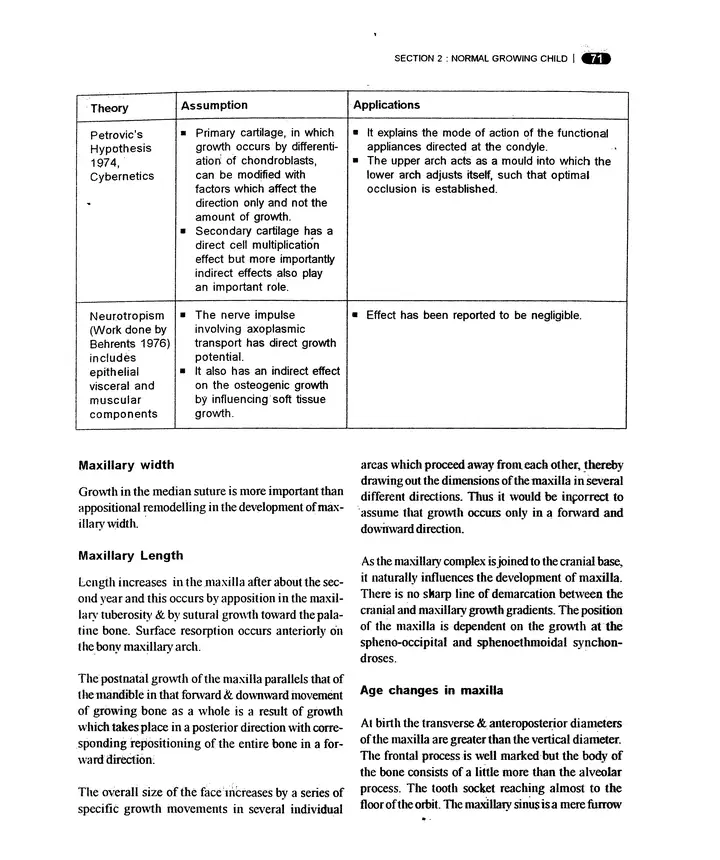 SECTION 2 : NORMAL GROWING CHILD | 71
Theory
Assumption
Applications
Petrovic's
Hypothesis
1974,
Cybernetics
▪ Primary cartilage, in which
growth occurs by differenti-
ation of chondroblasts,
can be modified with
factors which affect the
direction only and not the
amount of growth.
▪ Secondary cartilage has a
direct cell multiplication
effect but more importantly
indirect effects also play
an important role.
▪ It explains the mode of action of the functional
appliances directed at the condyle.
▪ The upper arch acts as a mould into which the
lower arch adjusts itself, such that optimal
occlusion is established.
Neurotropism
(Work done by
Behrents 1976)
includes
epithelial
visceral and
muscular
components
▪ The nerve impulse
involving axoplasmic
transport has direct growth
potential.
▪ It also has an indirect effect
on the osteogenic growth
by influencing soft tissue
growth.
▪ Effect has been reported to be negligible.
Maxillary width
Growth in the median suture is more important than
appositional remodelling in the development of max-
illary width.
Maxillary Length
Length increases in the maxilla after about the sec-
ond year and this occurs by apposition in the maxil-
lary tuberosity & by sutural growth toward the pala-
tine bone. Surface resorption occurs anteriorly on
the bony maxillary arch.
The postnatal growth of the maxilla parallels that of
the mandible in that forward & downward movement
of growing bone as a whole is a result of growth
which takes place in a posterior direction with corre-
sponding repositioning of the entire bone in a for-
ward direction.
The overall size of the face increases by a series of
specific growth movements in several individual
areas which proceed away from each other, thereby
drawing out the dimensions of the maxilla in several
different directions. Thus it would be incorrect to
assume that growth occurs only in a forward and
downward direction.
As the maxillary complex is joined to the cranial base,
it naturally influences the development of maxilla.
There is no sharp line of demarcation between the
cranial and maxillary growth gradients. The position
of the maxilla is dependent on the growth at the
spheno-occipital and sphenoethmoidal synchon-
droses.
Age changes in maxilla
At birth the transverse & anteroposterior diameters
of the maxilla are greater than the vertical diameter.
The frontal process is well marked but the body of
the bone consists of a little more than the alveolar
process. The tooth socket reaching almost to the
floor of the orbit. The maxillary sinus is a mere furrow